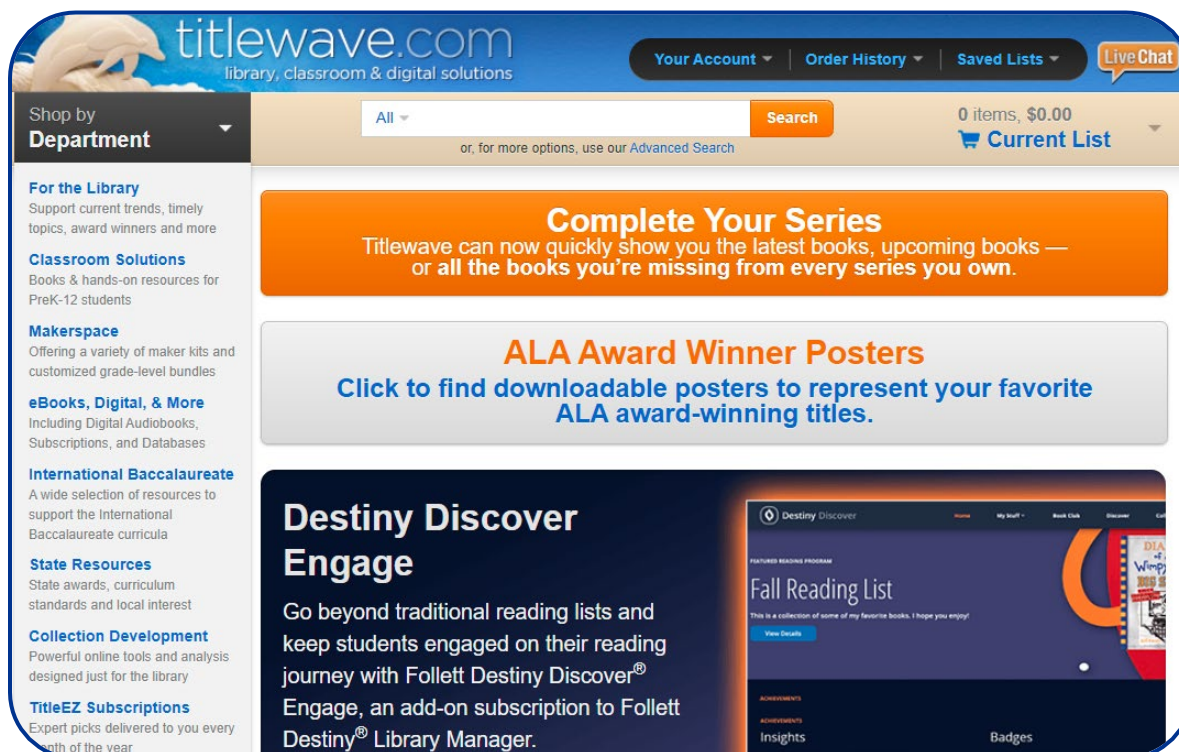 titlewave.com
library, classroom & digital solutions
Your Account
Order History
Saved Lists
Live Chat
Shop by
Department
All
Search
or, for more options, use our Advanced Search
0 items, $0.00
Current List
For the Library
Support current trends, timely
topics, award winners and more
Classroom Solutions
Books & hands-on resources for
PreK-12 students
Makerspace
Offering a variety of maker kits and
customized grade-level bundles
eBooks, Digital, & More
Including Digital Audiobooks,
Subscriptions, and Databases
International Baccalaureate
A wide selection of resources to
support the International
Baccalaureate curricula
State Resources
State awards, curriculum
standards and local interest
Collection Development
Powerful online tools and analysis
designed just for the library
TitleEZ Subscriptions
Expert picks delivered to you every
month of the year
Complete Your Series
Titlewave can now quickly show you the latest books, upcoming books —
or all the books you’re missing from every series you own.
ALA Award Winner Posters
Click to find downloadable posters to represent your favorite
ALA award-winning titles.
Destiny Discover
Engage
Go beyond traditional reading lists and
keep students engaged on their reading
journey with Follett Destiny Discover®
Engage, an add-on subscription to Follett
Destiny® Library Manager.
Destiny Discover
Home
My Stuff
Book Club
Discover
FEATURED READING PROGRAM
Fall Reading List
This is a collection of some of my favorite books. I hope you enjoy!
View Details
ACHIEVEMENTS
ACHIEVEMENTS
Insights
Badges